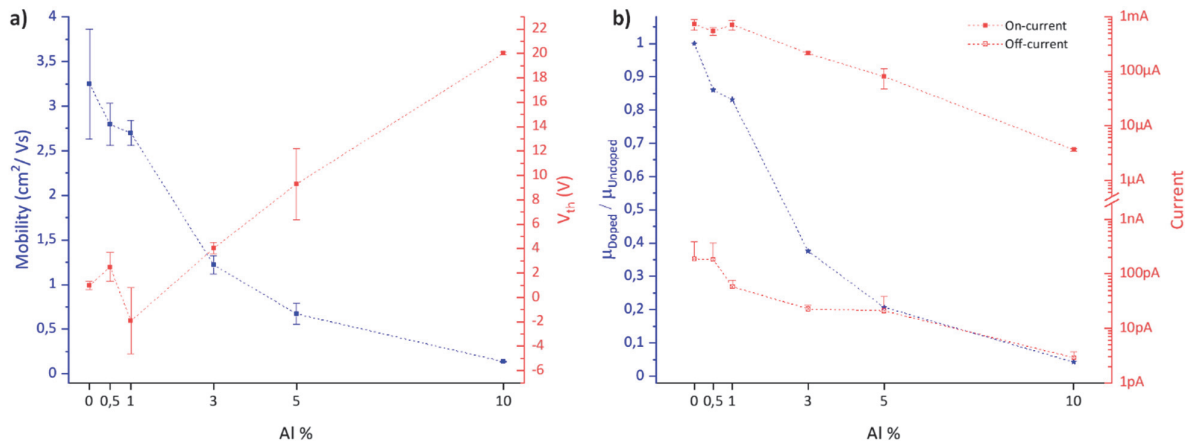 a)
4
3,5
3
2,5
2
1,5
1
0,5
0
Mobility (cm²/ Vs)
22
20
18
16
14
12
10
8
6
4
2
0
-2
-4
-6
V_th (V)
0 0,5 1 3 5 10
Al %
b)
1
0,9
0,8
0,7
0,6
0,5
0,4
0,3
0,2
0,1
0
μ_Doped / μ_Undoped
On-current
Off-current
1mA
100µA
10µA
1µA
1nA
100pA
10pA
1pA
Current
0 0,5 1 3 5 10
Al %